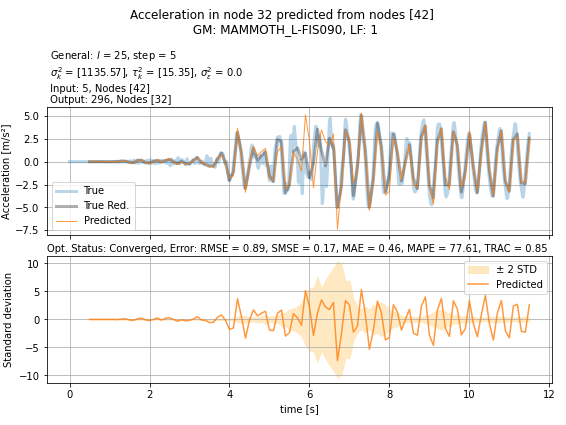 Acceleration in node 32 predicted from nodes [42]
GM: MAMMOTH_L-FIS090, LF: 1
General: l = 25, step = 5
σ²ₖ = [1135.57], τ²ₖ = [15.35], σ²ε = 0.0
Input: 5, Nodes [42]
Output: 296, Nodes [32]
Acceleration [m/s²]
5.0
2.5
0.0
−2.5
−5.0
−7.5
True
True Red.
Predicted
Opt. Status: Converged, Error: RMSE = 0.89, SMSE = 0.17, MAE = 0.46, MAPE = 77.61, TRAC = 0.85
Standard deviation
10
5
0
−5
−10
± 2 STD
Predicted
0 2 4 6 8 10 12
time [s]